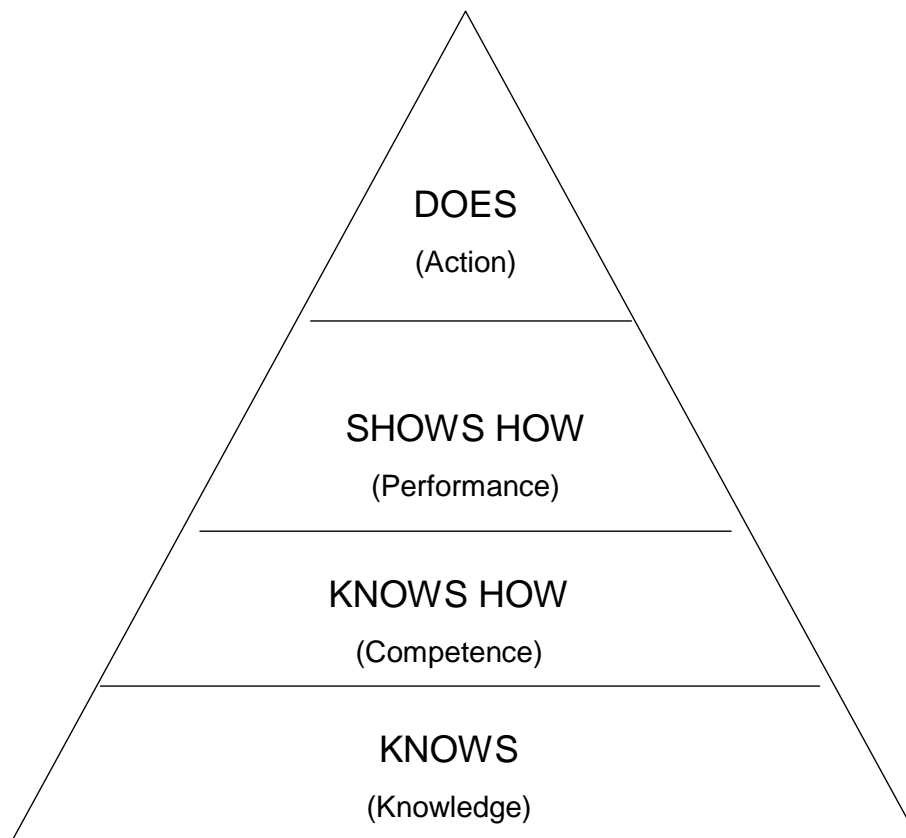 DOES
(Action)
SHOWS HOW
(Performance)
KNOWS HOW
(Competence)
KNOWS
(Knowledge)